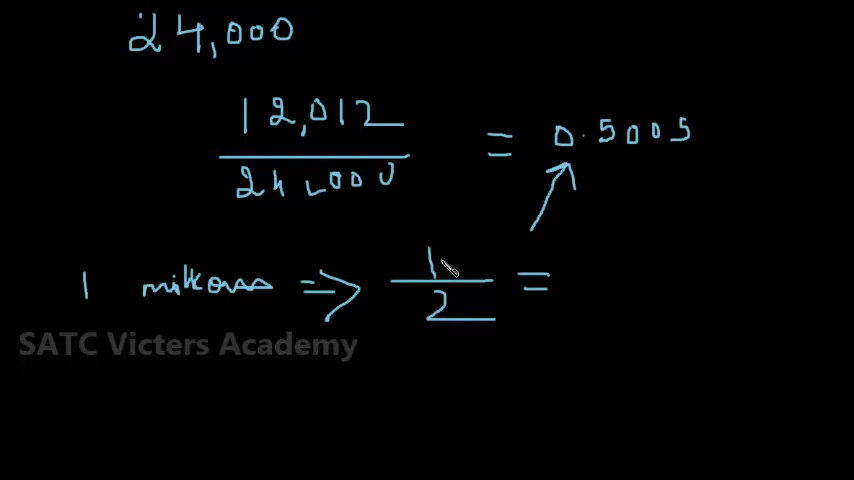 24,000
12,012
24,000 = 0.5005
1 ⇒ 1/2 =
SATC Victers Academy